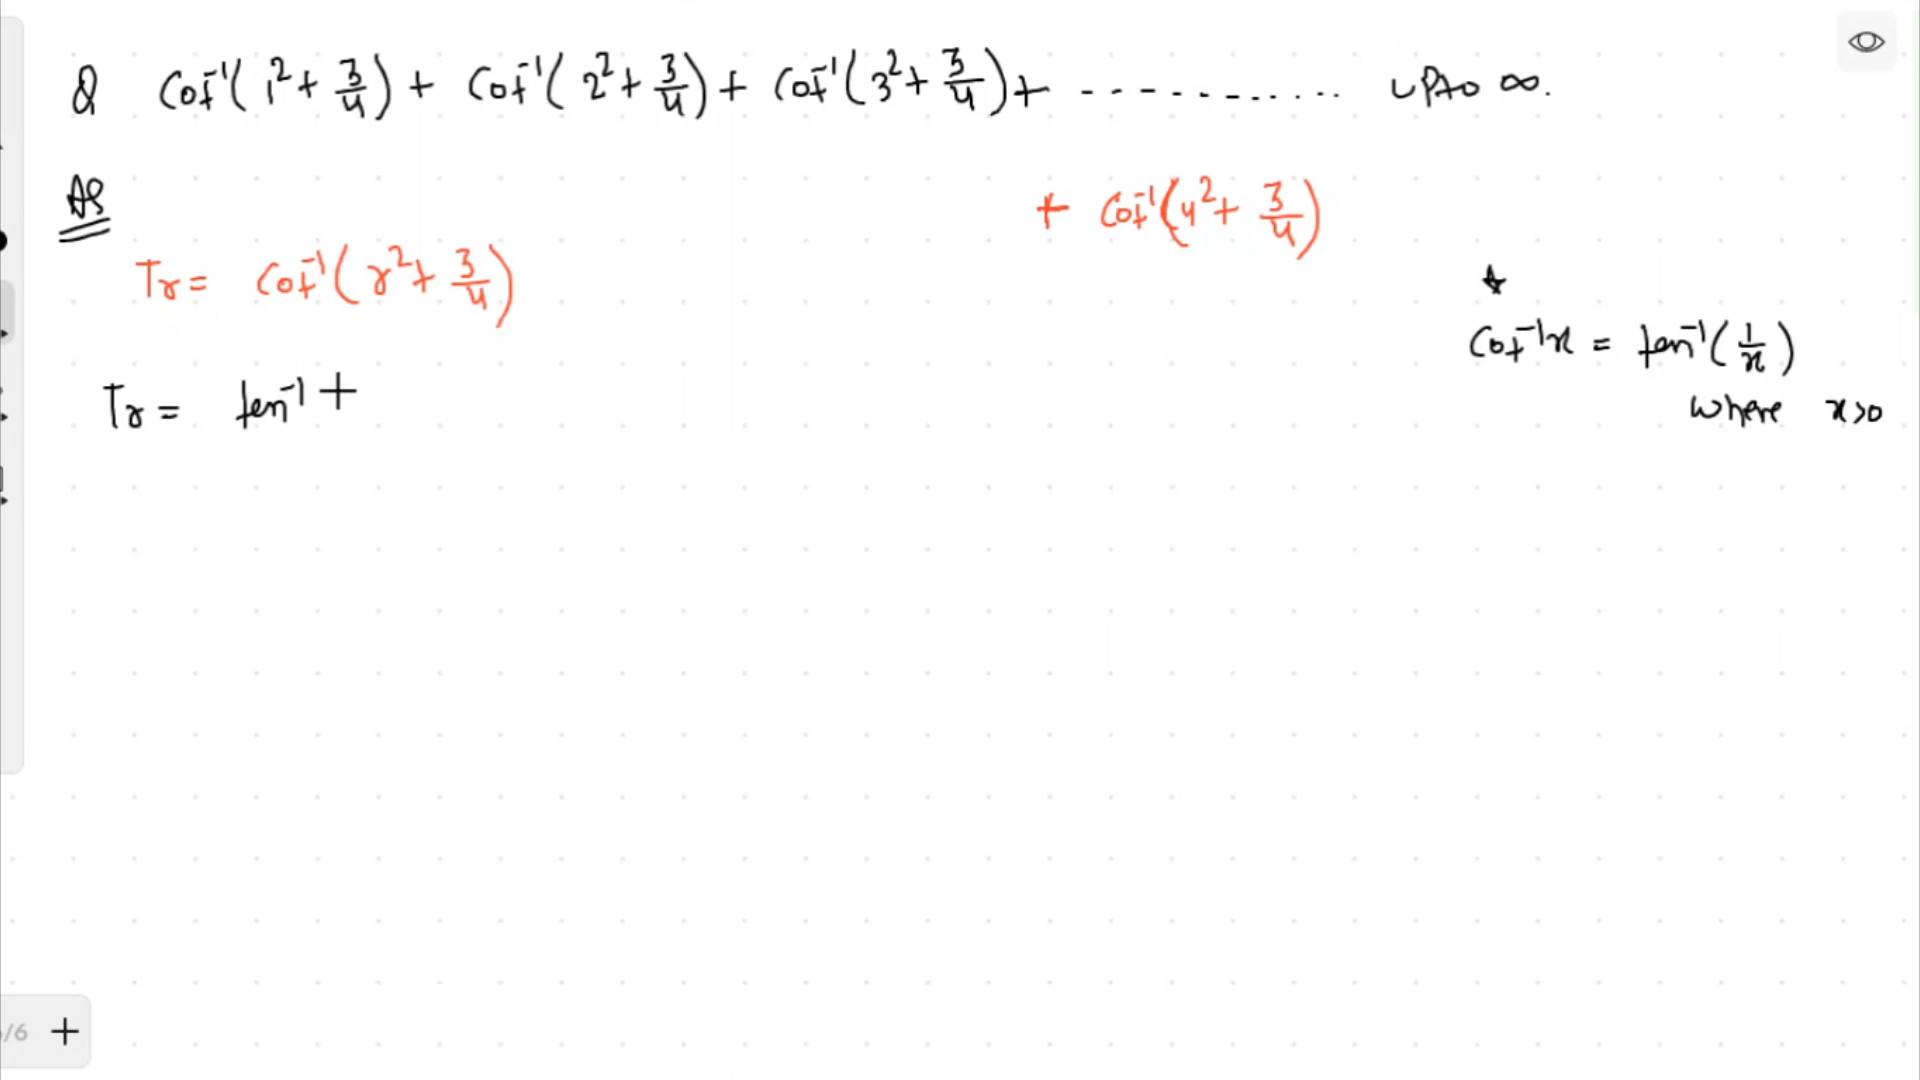 Q Cot⁻¹(1² + 3/4) + Cot⁻¹(2² + 3/4) + Cot⁻¹(3² + 3/4) + - - - - - - - - ..... upto ∞.
AS
+ Cot⁻¹(4² + 3/4)
Tr = Cot⁻¹(r² + 3/4)
Cot⁻¹x = tan⁻¹(1/x)
where x>0
Tr = tan⁻¹ +
/6 +